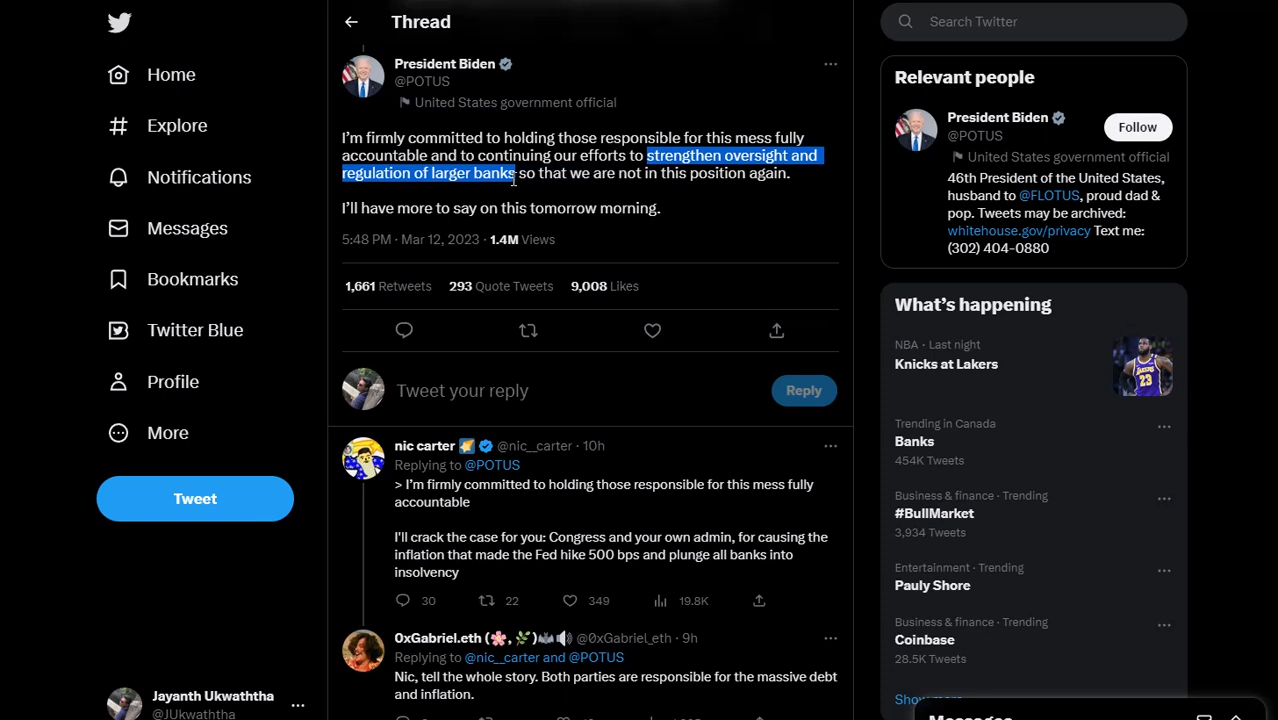 Home
Explore
Notifications
Messages
Bookmarks
Twitter Blue
Profile
More
Tweet
Jayanth Ukwaththa
@JUkwaththa
Thread
President Biden
@POTUS
United States government official
I'm firmly committed to holding those responsible for this mess fully
accountable and to continuing our efforts to strengthen oversight and
regulation of larger banks so that we are not in this position again.
I'll have more to say on this tomorrow morning.
5:48 PM · Mar 12, 2023 · 1.4M Views
1,661 Retweets 293 Quote Tweets 9,008 Likes
Tweet your reply
Reply
nic carter @nic_carter · 10h
Replying to @POTUS
> I'm firmly committed to holding those responsible for this mess fully
accountable
I'll crack the case for you: Congress and your own admin, for causing the
inflation that made the Fed hike 500 bps and plunge all banks into
insolvency
30 22 349 19.8K
0xGabriel.eth (🌸, 🌿)🦇🔊 @0xGabriel_eth · 9h
Replying to @nic_carter and @POTUS
Nic, tell the whole story. Both parties are responsible for the massive debt
and inflation.
Search Twitter
Relevant people
President Biden
@POTUS
Follow
United States government official
46th President of the United States,
husband to @FLOTUS, proud dad &
pop. Tweets may be archived:
whitehouse.gov/privacy Text me:
(302) 404-0880
What's happening
NBA · Last night
Knicks at Lakers
LAKERS
23
Trending in Canada
Banks
454K Tweets
Business & finance · Trending
#BullMarket
3,934 Tweets
Entertainment · Trending
Pauly Shore
Business & finance · Trending
Coinbase
28.5K Tweets
Show more
Messages